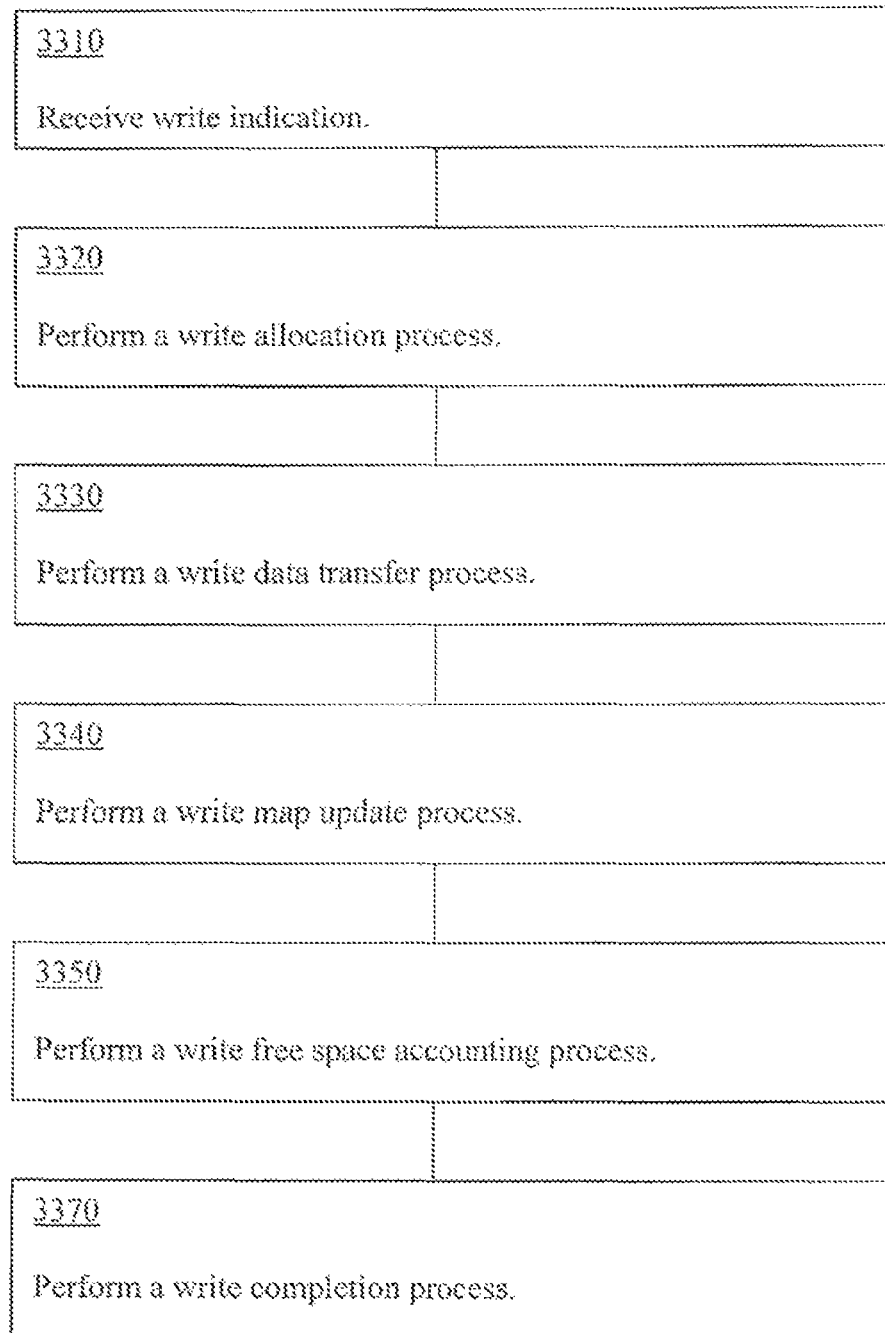 3310
Receive write indication.
3320
Perform a write allocation process.
3330
Perform a write data transfer process.
3340
Perform a write map update process.
3350
Perform a write free space accounting process.
3370
Perform a write completion process.